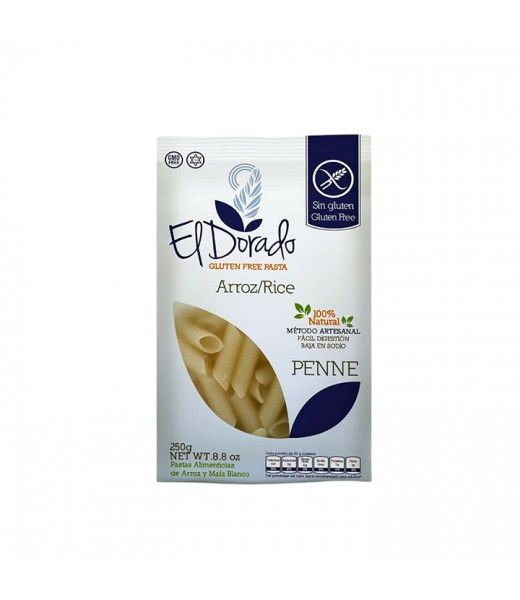 GMO
FREE
Sin gluten
Gluten Free
El Dorado
GLUTEN FREE PASTA
Arroz/Rice
100%
Natural
MÉTODO ARTESANAL
FÁCIL DIGESTIÓN
BAJA EN SODIO
PENNE
250g
NET WT.8.8 oz
Pastas Alimenticias
de Arroz y Maíz Blanco